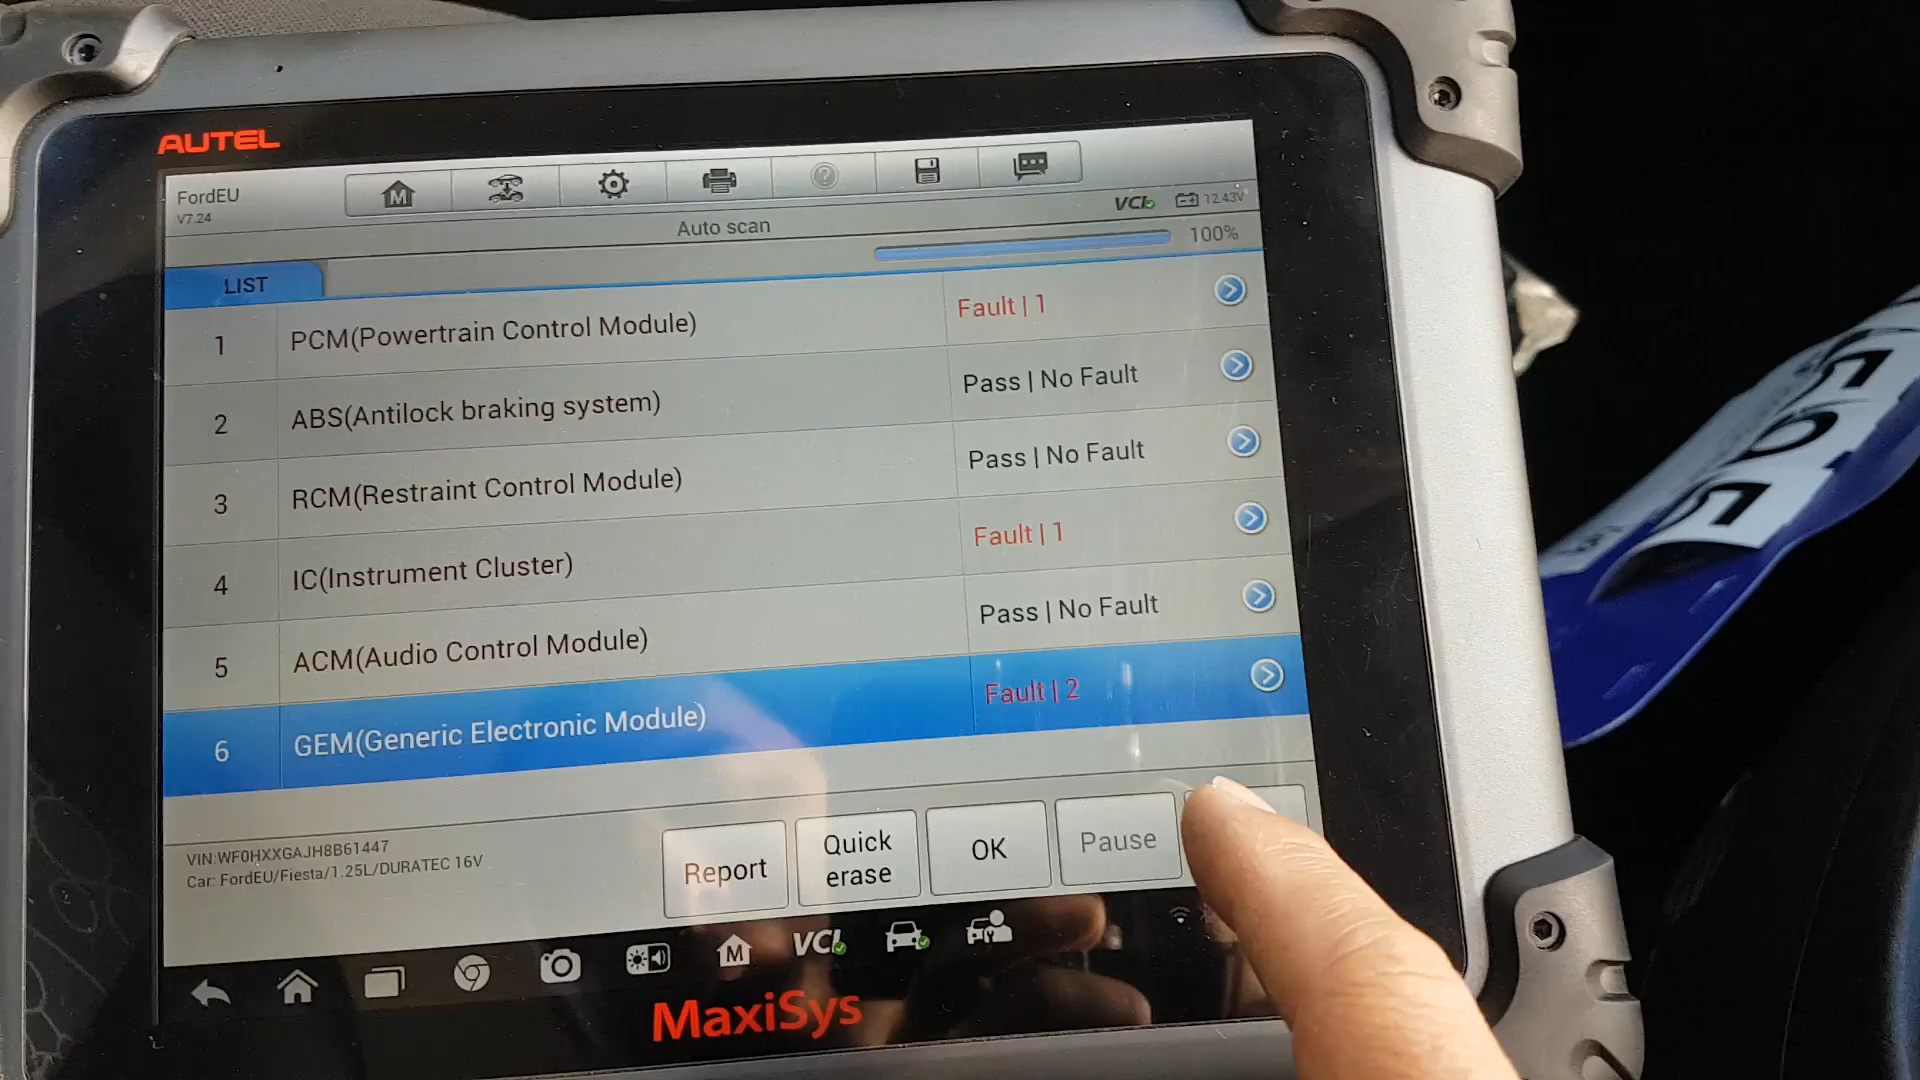 AUTEL
FordEU
V7.24
M
?
VCI
12.43V
Auto scan
100%
LIST
1 PCM(Powertrain Control Module) Fault | 1
2 ABS(Antilock braking system) Pass | No Fault
3 RCM(Restraint Control Module) Pass | No Fault
4 IC(Instrument Cluster) Fault | 1
5 ACM(Audio Control Module) Pass | No Fault
6 GEM(Generic Electronic Module) Fault | 2
VIN:WF0HXXGAJH8B61447
Car: FordEU/Fiesta/1.25L/DURATEC 16V
Report
Quick
erase
OK
Pause
M
VCI
MaxiSys